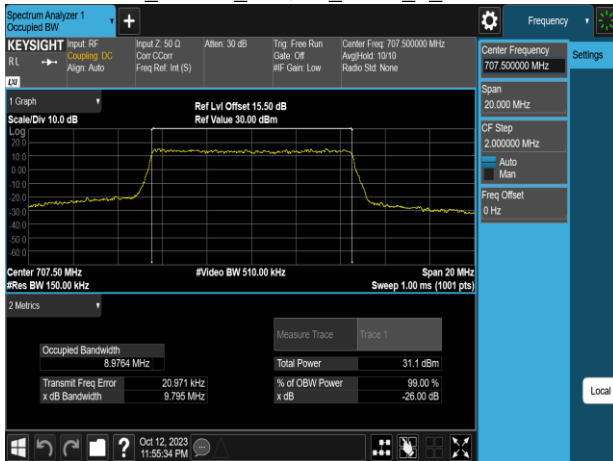 Spectrum Analyzer 1
Occupied BW
+
Frequency
KEYSIGHT
RL
LXI
Input: RF
Coupling: DC
Align: Auto
Input Z: 50 Ω
Corr CCorr
Freq Ref: Int (S)
Atten: 30 dB
Trig: Free Run
Gate: Off
#IF Gain: Low
Center Freq: 707.500000 MHz
Avg|Hold: 10/10
Radio Std: None
Center Frequency
707.500000 MHz
Settings
Span
20.000 MHz
CF Step
2.000000 MHz
Auto
Man
Freq Offset
0 Hz
Local
1 Graph
Scale/Div 10.0 dB
Ref Lvl Offset 15.50 dB
Ref Value 30.00 dBm
Log
20.0
10.0
0.00
-10.0
-20.0
-30.0
-40.0
-50.0
-60.0
Center 707.50 MHz
#Res BW 150.00 kHz
#Video BW 510.00 kHz
Span 20 MHz
Sweep 1.00 ms (1001 pts)
2 Metrics
Measure Trace
Trace 1
Occupied Bandwidth
8.9764 MHz
Total Power
31.1 dBm
Transmit Freq Error
20.971 kHz
% of OBW Power
99.00 %
x dB Bandwidth
9.795 MHz
x dB
-26.00 dB
?
Oct 12, 2023
11:55:34 PM